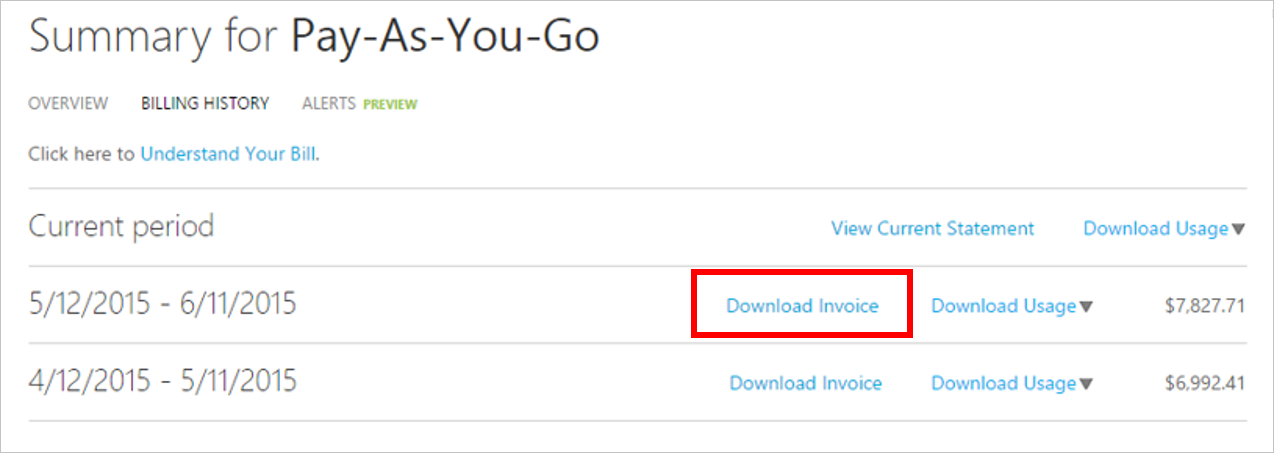 Summary for Pay-As-You-Go
OVERVIEW BILLING HISTORY ALERTS PREVIEW
Click here to Understand Your Bill.
Current period View Current Statement Download Usage▼
5/12/2015 - 6/11/2015 Download Invoice Download Usage▼ $7,827.71
4/12/2015 - 5/11/2015 Download Invoice Download Usage▼ $6,992.41